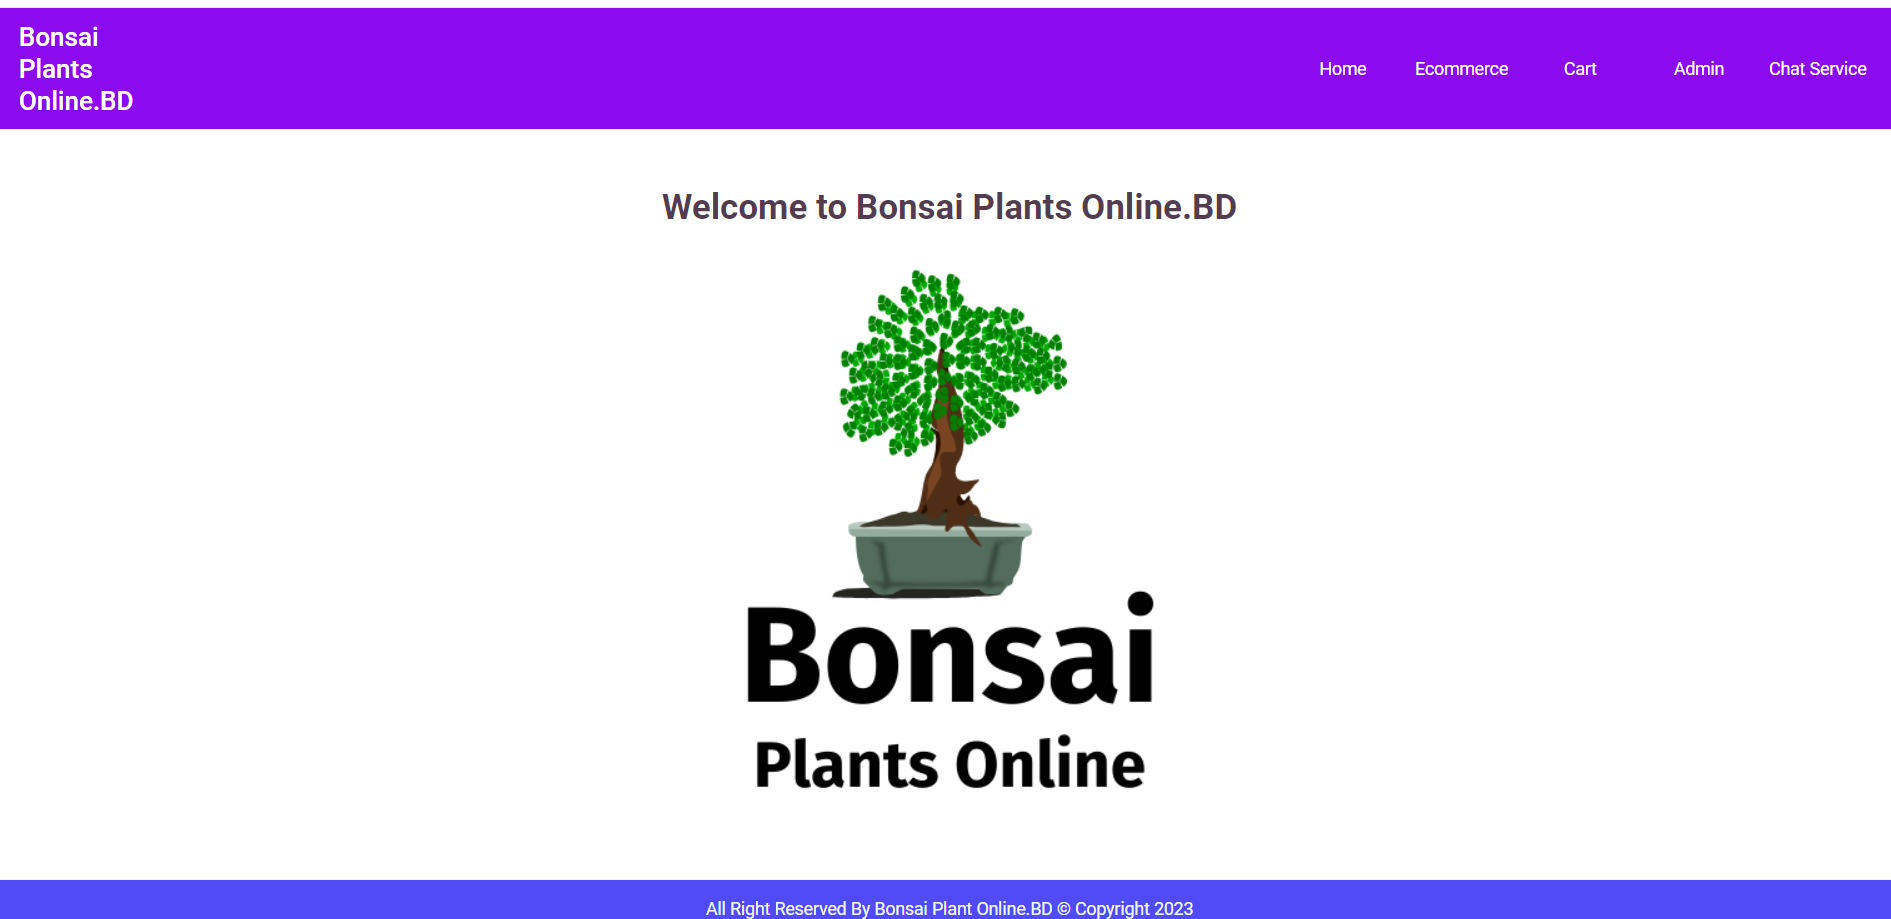 Bonsai
Plants
Online.BD
Home Ecommerce Cart Admin Chat Service
Welcome to Bonsai Plants Online.BD
Bonsai
Plants Online
All Right Reserved By Bonsai Plant Online.BD © Copyright 2023